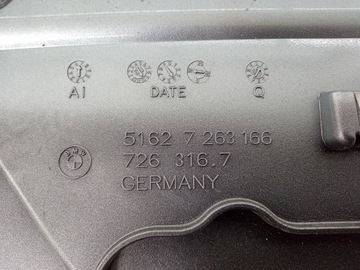 AI DATE Q
5162 7 263 166
726 316.7
GERMANY